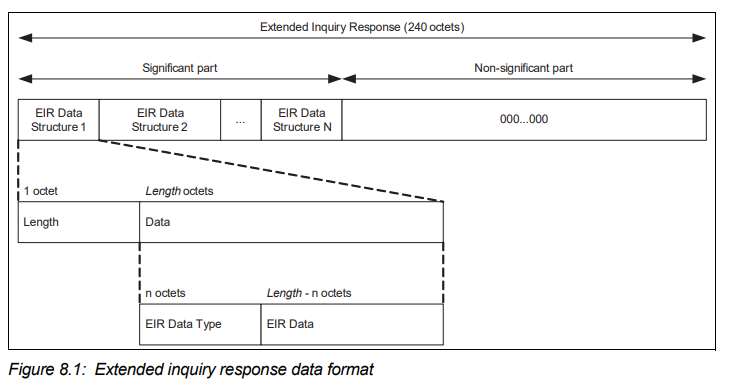 Extended Inquiry Response (240 octets)
Significant part
Non-significant part
EIR Data
Structure 1
EIR Data
Structure 2
...
EIR Data
Structure N
000...000
1 octet
Length octets
Length
Data
n octets
Length - n octets
EIR Data Type
EIR Data
Figure 8.1: Extended inquiry response data format